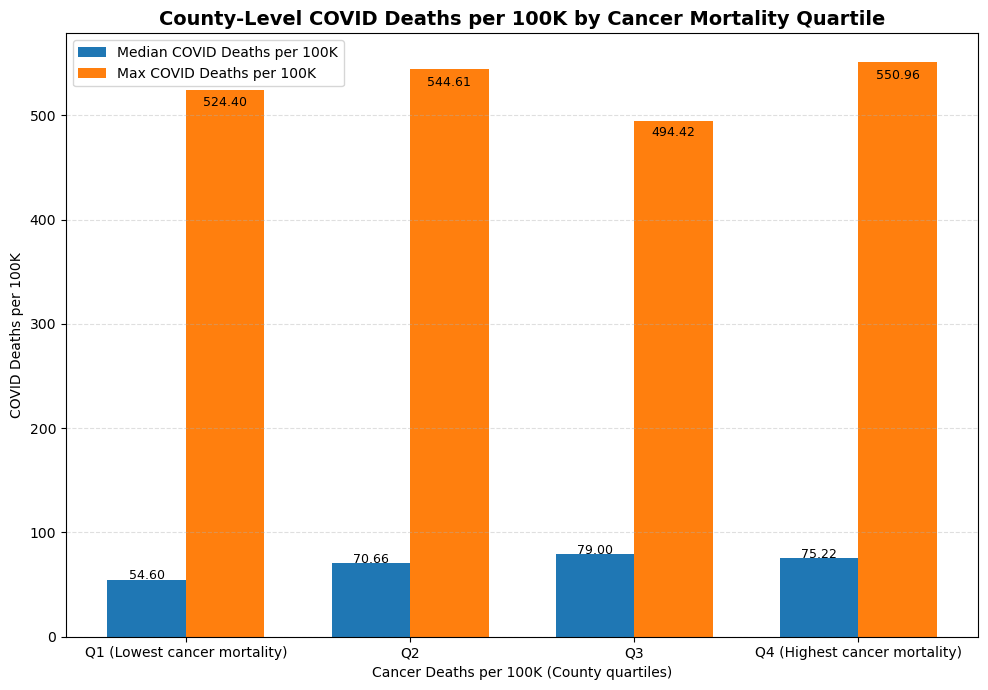 County-Level COVID Deaths per 100K by Cancer Mortality Quartile
Median COVID Deaths per 100K
Max COVID Deaths per 100K
COVID Deaths per 100K
500
400
300
200
100
0
524.40
544.61
494.42
550.96
54.60
70.66
79.00
75.22
Q1 (Lowest cancer mortality)
Q2
Q3
Q4 (Highest cancer mortality)
Cancer Deaths per 100K (County quartiles)